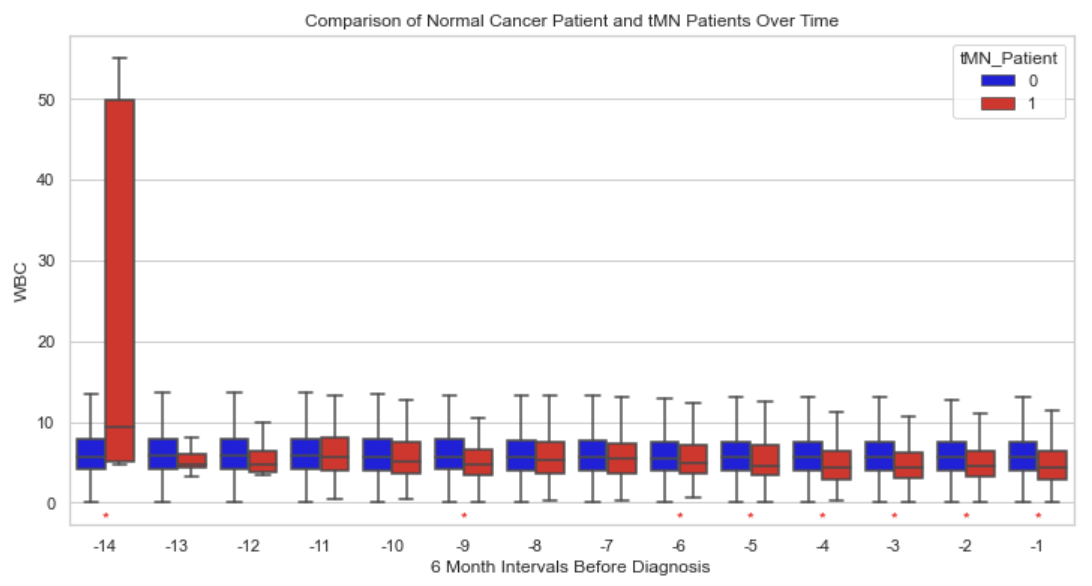 Comparison of Normal Cancer Patient and tMN Patients Over Time
tMN_Patient
0
1
WBC
50
40
30
20
10
0
* * * * * * * *
-14 -13 -12 -11 -10 -9 -8 -7 -6 -5 -4 -3 -2 -1
6 Month Intervals Before Diagnosis